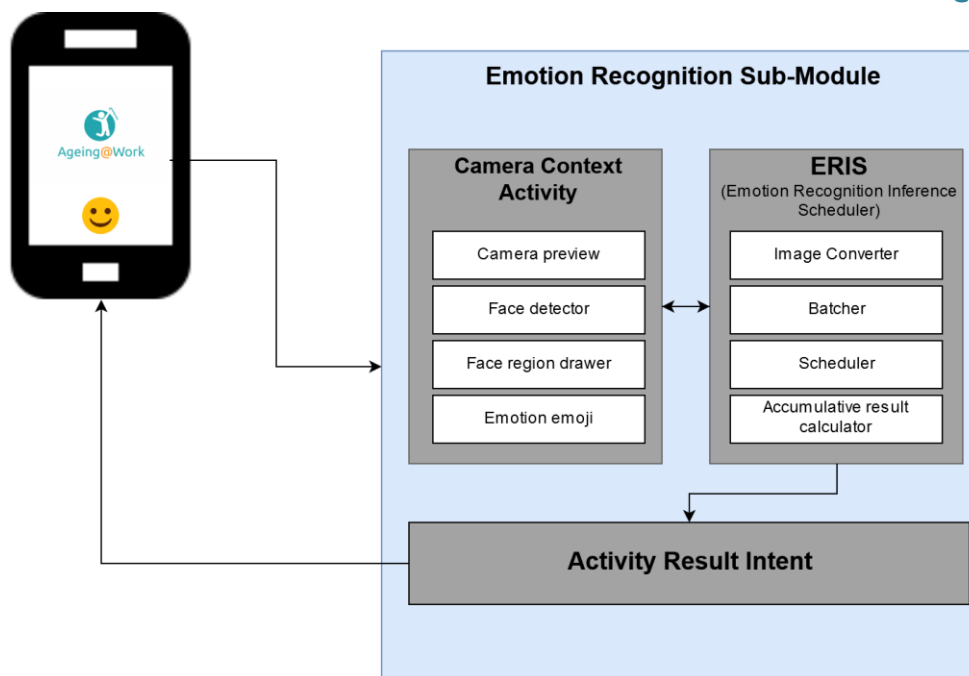 Ageing@Work
Emotion Recognition Sub-Module
Camera Context
Activity
Camera preview
Face detector
Face region drawer
Emotion emoji
ERIS
(Emotion Recognition Inference
Scheduler)
Image Converter
Batcher
Scheduler
Accumulative result
calculator
Activity Result Intent